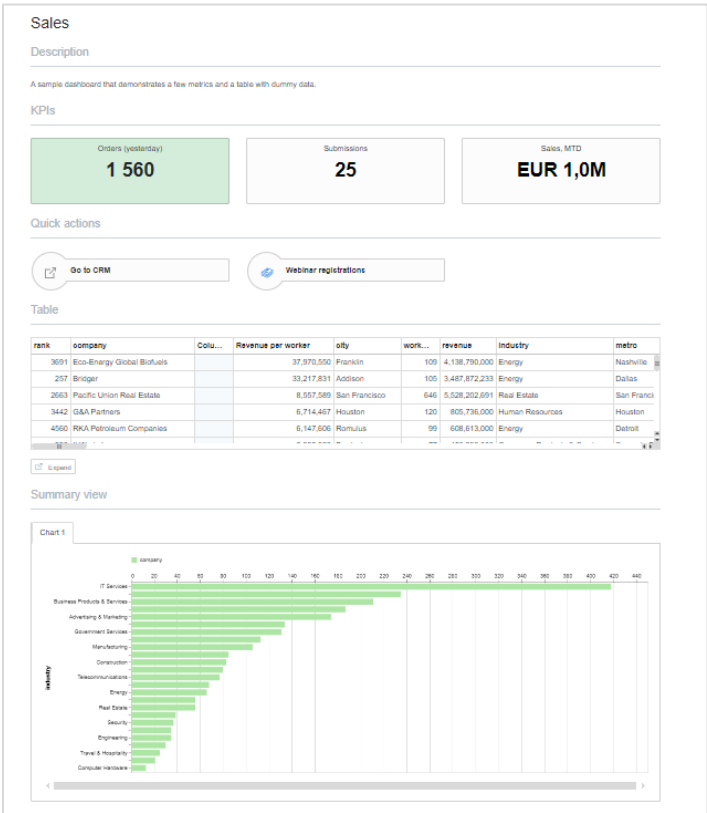 Sales
Description
A sample dashboard that demonstrates a few metrics and a table with dummy data.
KPIs
Orders (yesterday) Submissions Sales, MTD
1 560 25 EUR 1,0M
Quick actions
Go to CRM Webinar registrations
Table
rank company Colu... Revenue per worker city work... revenue industry metro
3691 Eco-Energy Global Biofuels 37,970,550 Franklin 109 4,138,790,000 Energy Nashville
257 Bridger 33,217,831 Addison 105 3,487,872,233 Energy Dallas
2663 Pacific Union Real Estate 8,557,589 San Francisco 646 5,528,202,691 Real Estate San Franci
3442 G&A Partners 6,714,467 Houston 120 805,736,000 Human Resources Houston
4560 RKA Petroleum Companies 6,147,606 Romulus 99 608,613,000 Energy Detroit
Expand
Summary view
Chart 1
company
0 20 40 60 80 100 120 140 160 180 200 220 240 260 280 300 320 340 360 380 400 420 440
IT Services
Business Products & Services
Advertising & Marketing
Government Services
Manufacturing
Construction
Telecommunications
Industry
Energy
Real Estate
Security
Engineering
Travel & Hospitality
Computer Hardware